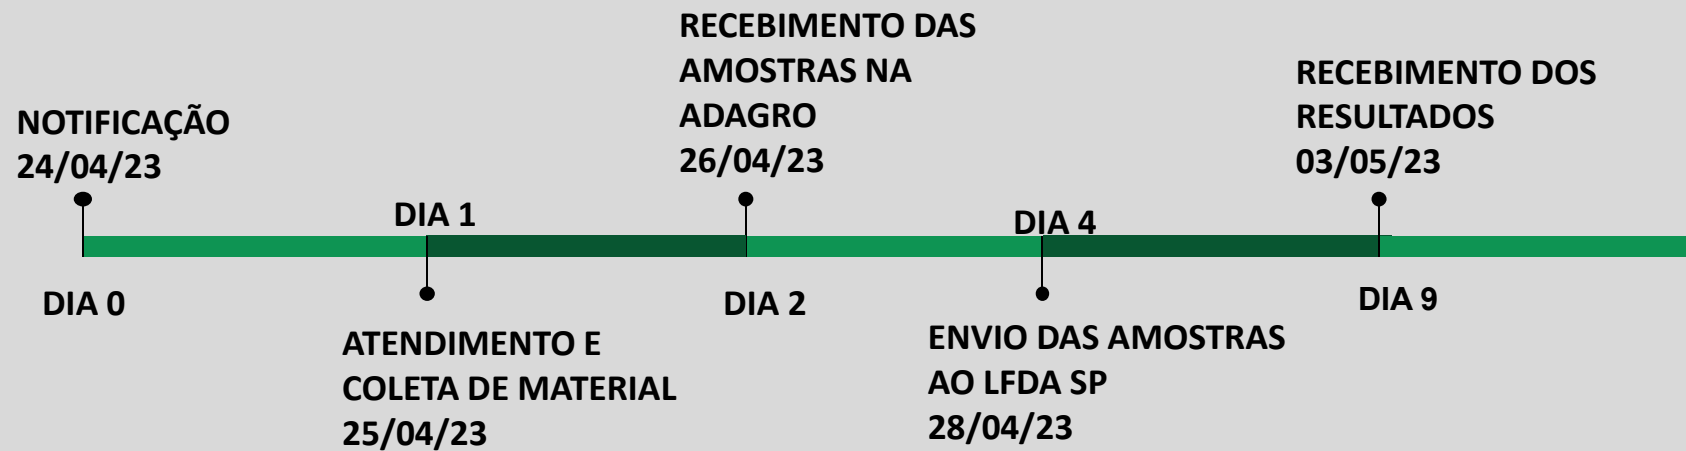 NOTIFICAÇÃO
24/04/23
DIA 0
DIA 1
ATENDIMENTO E
COLETA DE MATERIAL
25/04/23
RECEBIMENTO DAS
AMOSTRAS NA
ADAGRO
26/04/23
DIA 2
DIA 4
ENVIO DAS AMOSTRAS
AO LFDA SP
28/04/23
RECEBIMENTO DOS
RESULTADOS
03/05/23
DIA 9